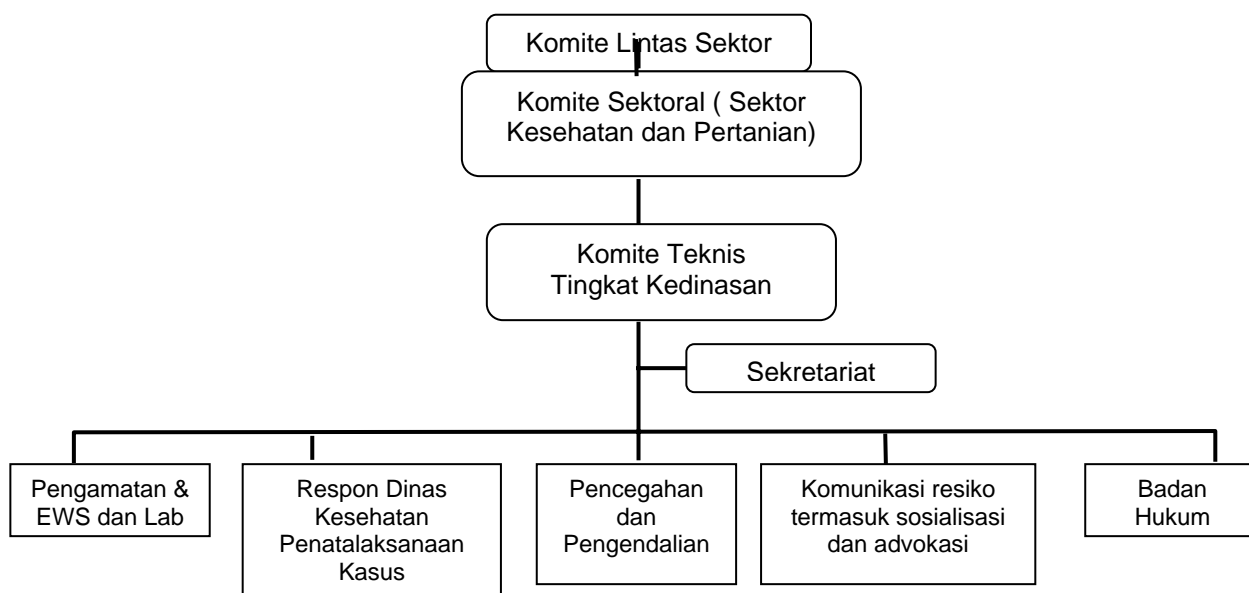 Komite Lintas Sektor
Komite Sektoral ( Sektor
Kesehatan dan Pertanian)
Komite Teknis
Tingkat Kedinasan
Sekretariat
Pengamatan &
EWS dan Lab
Respon Dinas
Kesehatan
Penatalaksanaan
Kasus
Pencegahan
dan
Pengendalian
Komunikasi resiko
termasuk sosialisasi
dan advokasi
Badan
Hukum